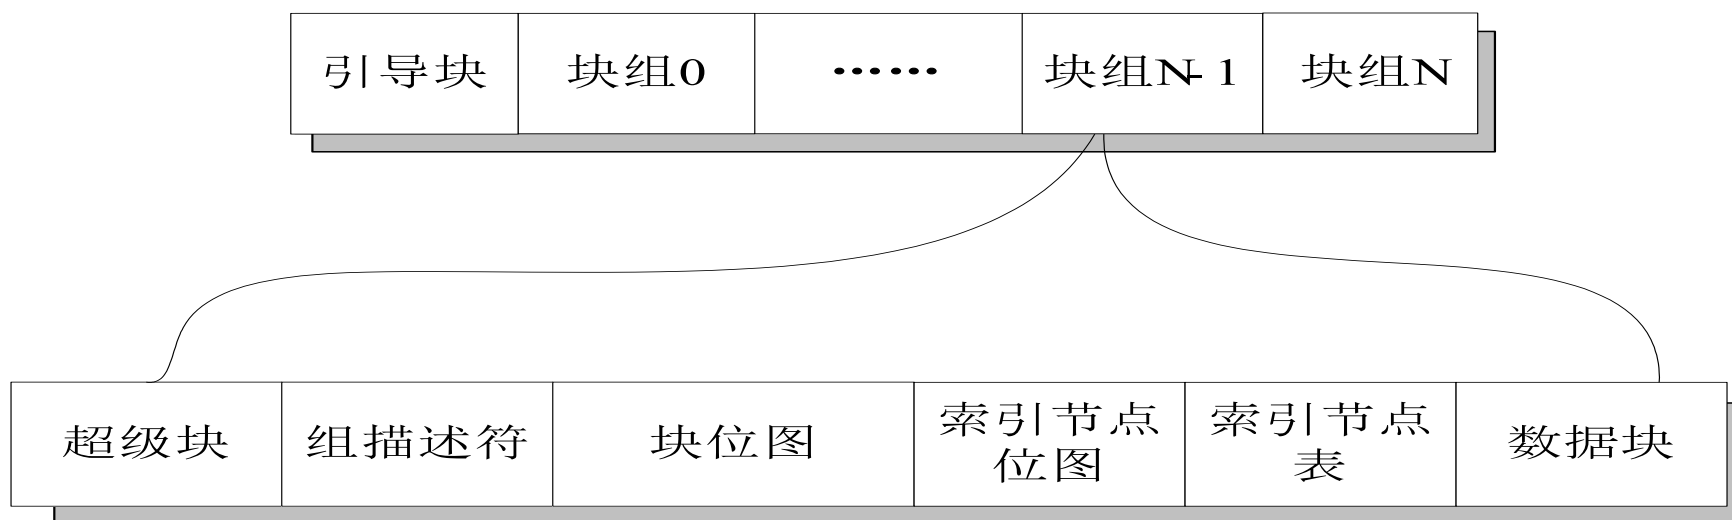 引导块
块组0
……
块组N-1
块组N
超级块
组描述符
块位图
索引节点
位图
索引节点
表
数据块